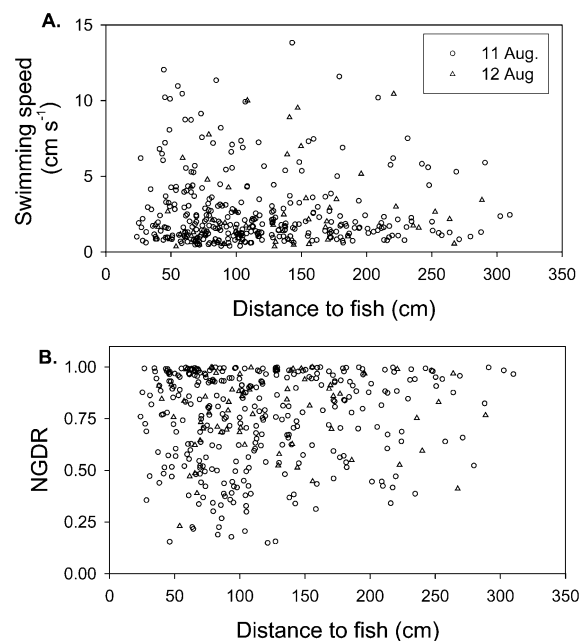 A.
15
10
5
0
Swimming speed
(cm s⁻¹)
11 Aug.
12 Aug
0 50 100 150 200 250 300 350
Distance to fish (cm)
B.
1.00
0.75
0.50
0.25
0.00
NGDR
0 50 100 150 200 250 300 350
Distance to fish (cm)